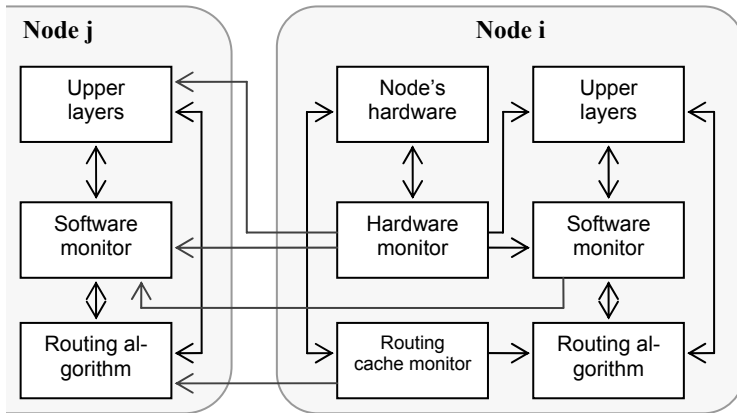 Node j
Node i
Upper
layers
Node's
hardware
Upper
layers
Software
monitor
Hardware
monitor
Software
monitor
Routing al-
gorithm
Routing
cache monitor
Routing al-
gorithm